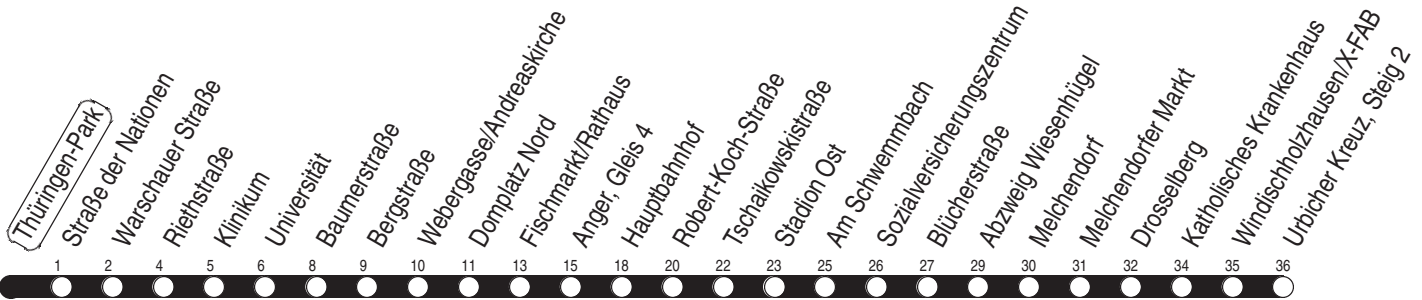 Thüringen-Park
Straße der Nationen
Warschauer Straße
Riethstraße
Klinikum
Universität
Baumerstraße
Bergstraße
Webergasse/Andreaskirche
Domplatz Nord
Fischmarkt/Rathaus
Anger, Gleis 4
Hauptbahnhof
Robert-Koch-Straße
Tschaikowskistraße
Stadion Ost
Am Schwemmbach
Sozialversicherungszentrum
Blücherstraße
Abzweig Wiesenhügel
Melchendorf
Melchendorfer Markt
Drosselberg
Katholisches Krankenhaus
Windischholzhausen/X-FAB
Urbicher Kreuz, Steig 2
1 2 4 5 6 8 9 10 11 13 15 18 20 22 23 25 26 27 29 30 31 32 34 35 36